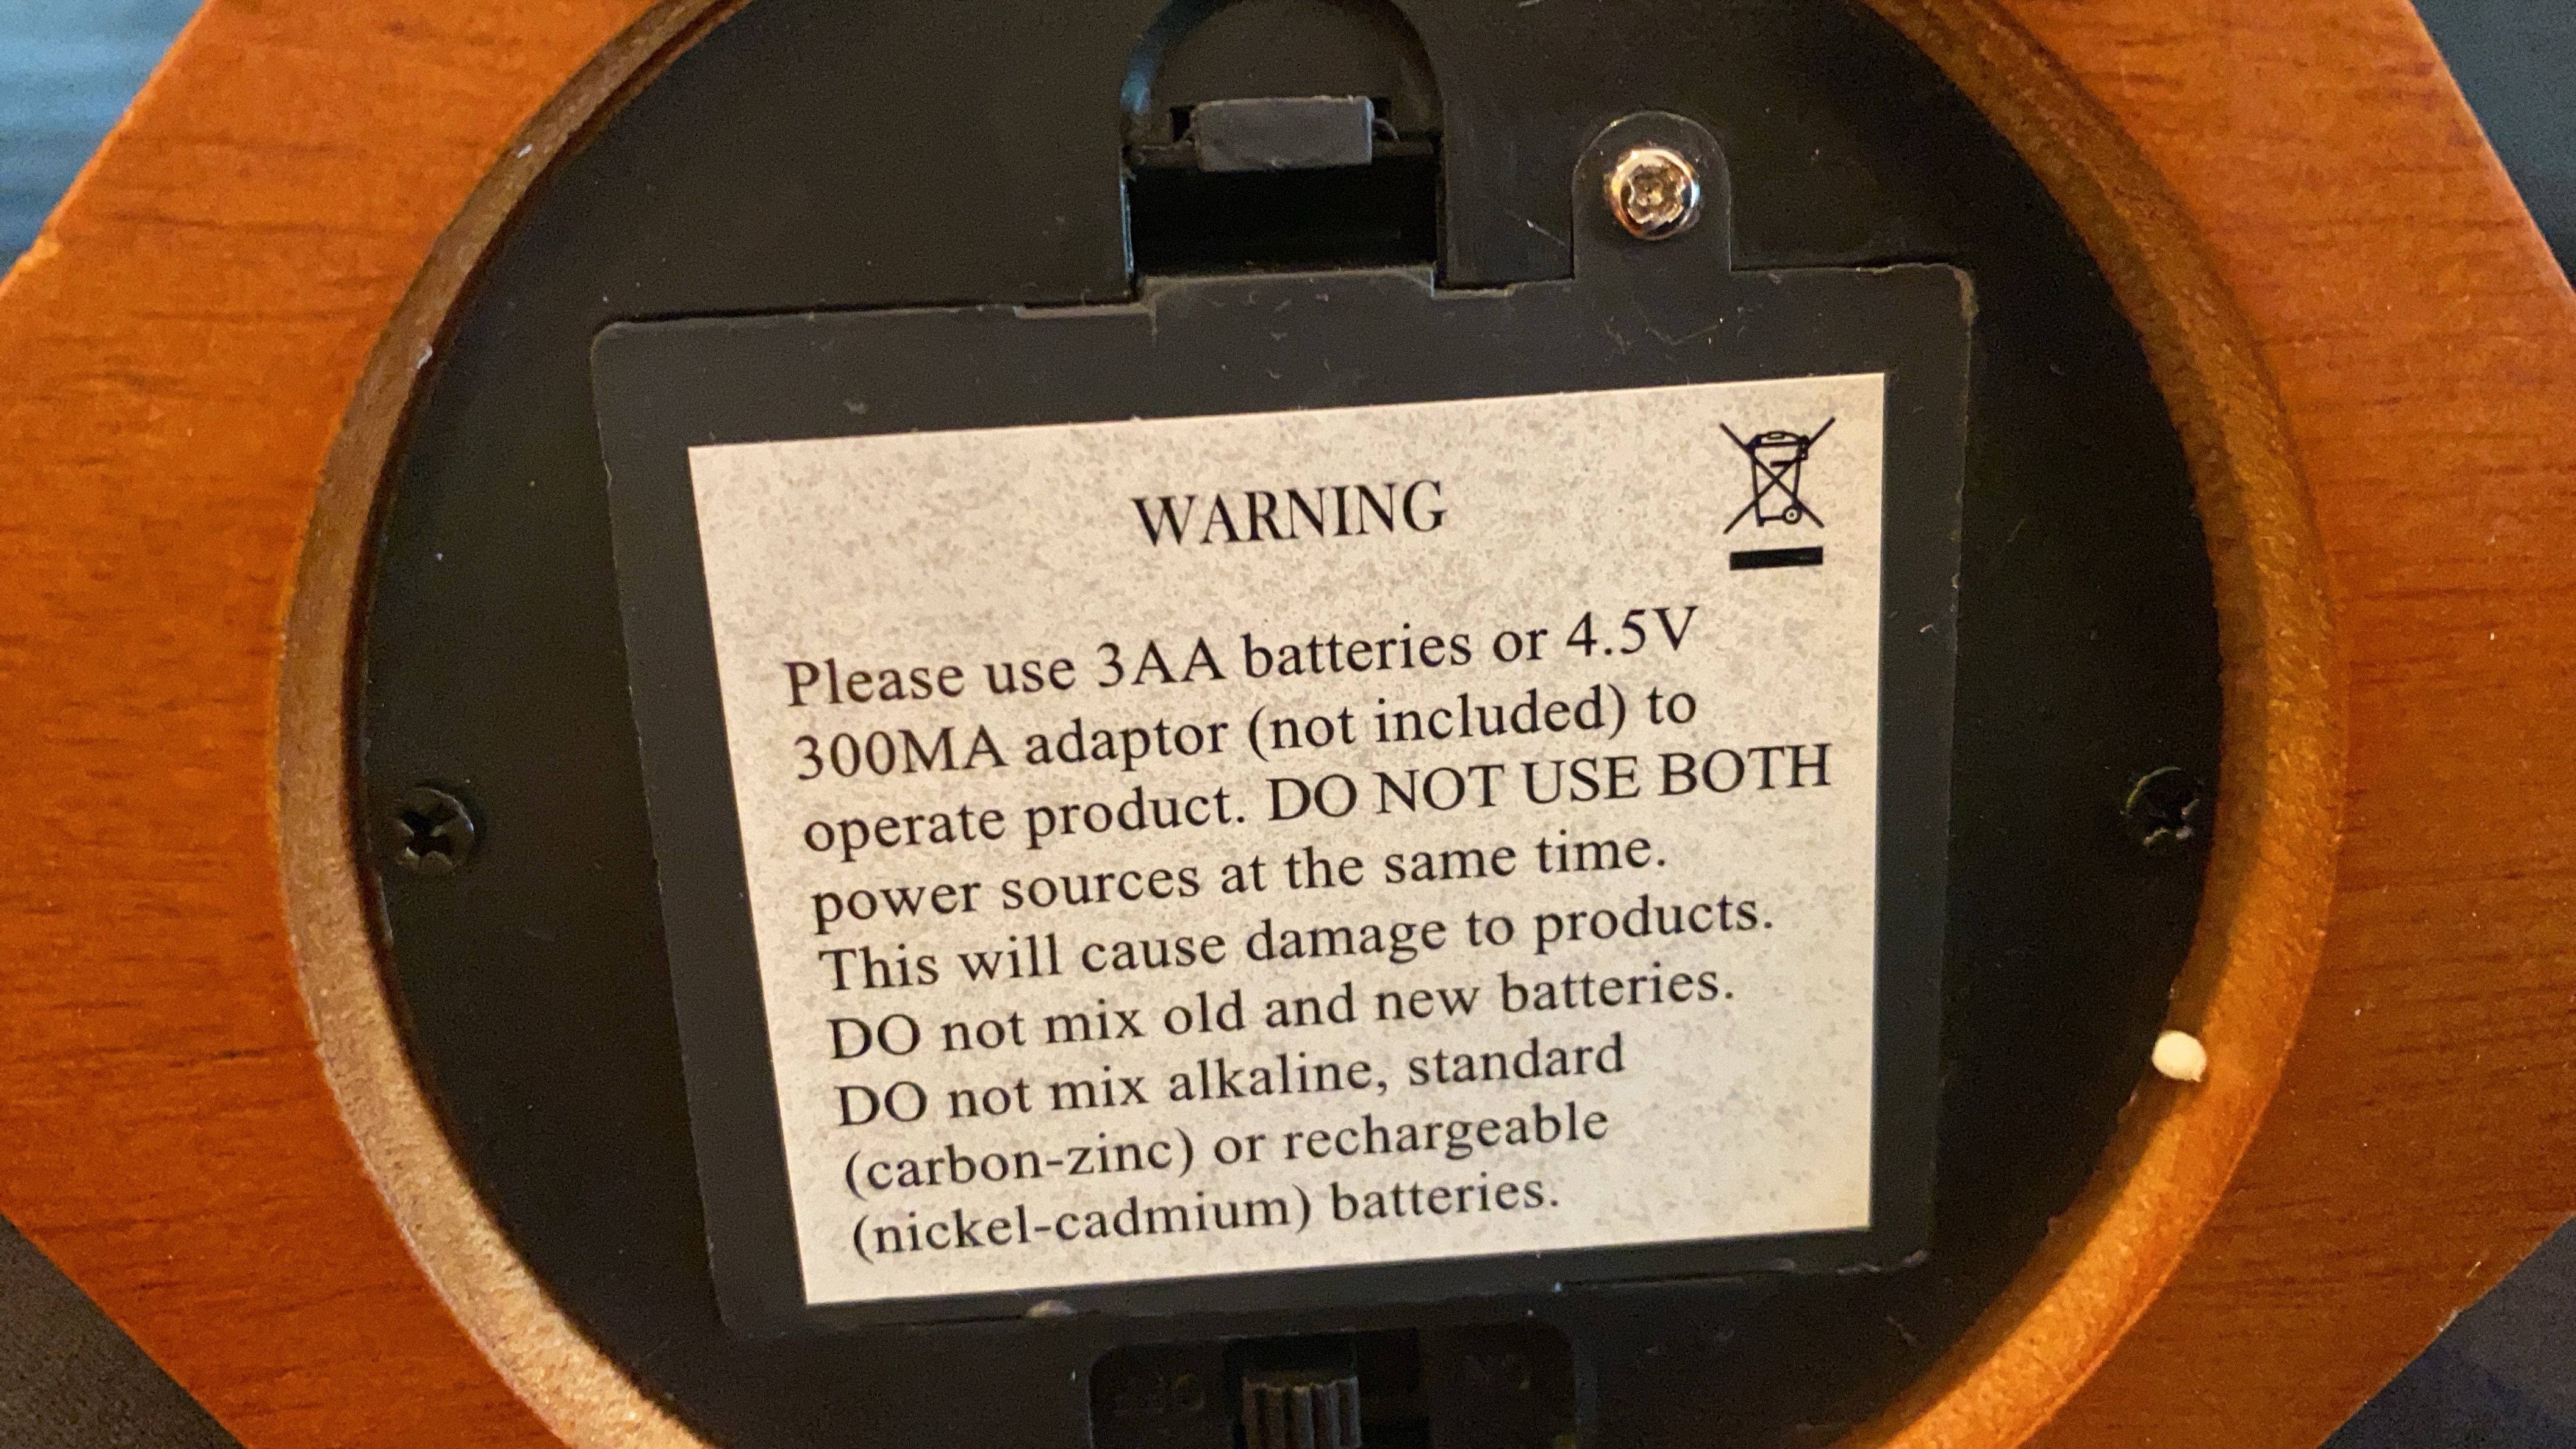 WARNING
Please use 3AA batteries or 4.5V
300MA adaptor (not included) to
operate product. DO NOT USE BOTH
power sources at the same time.
This will cause damage to products.
DO not mix old and new batteries.
DO not mix alkaline, standard
(carbon-zinc) or rechargeable
(nickel-cadmium) batteries.